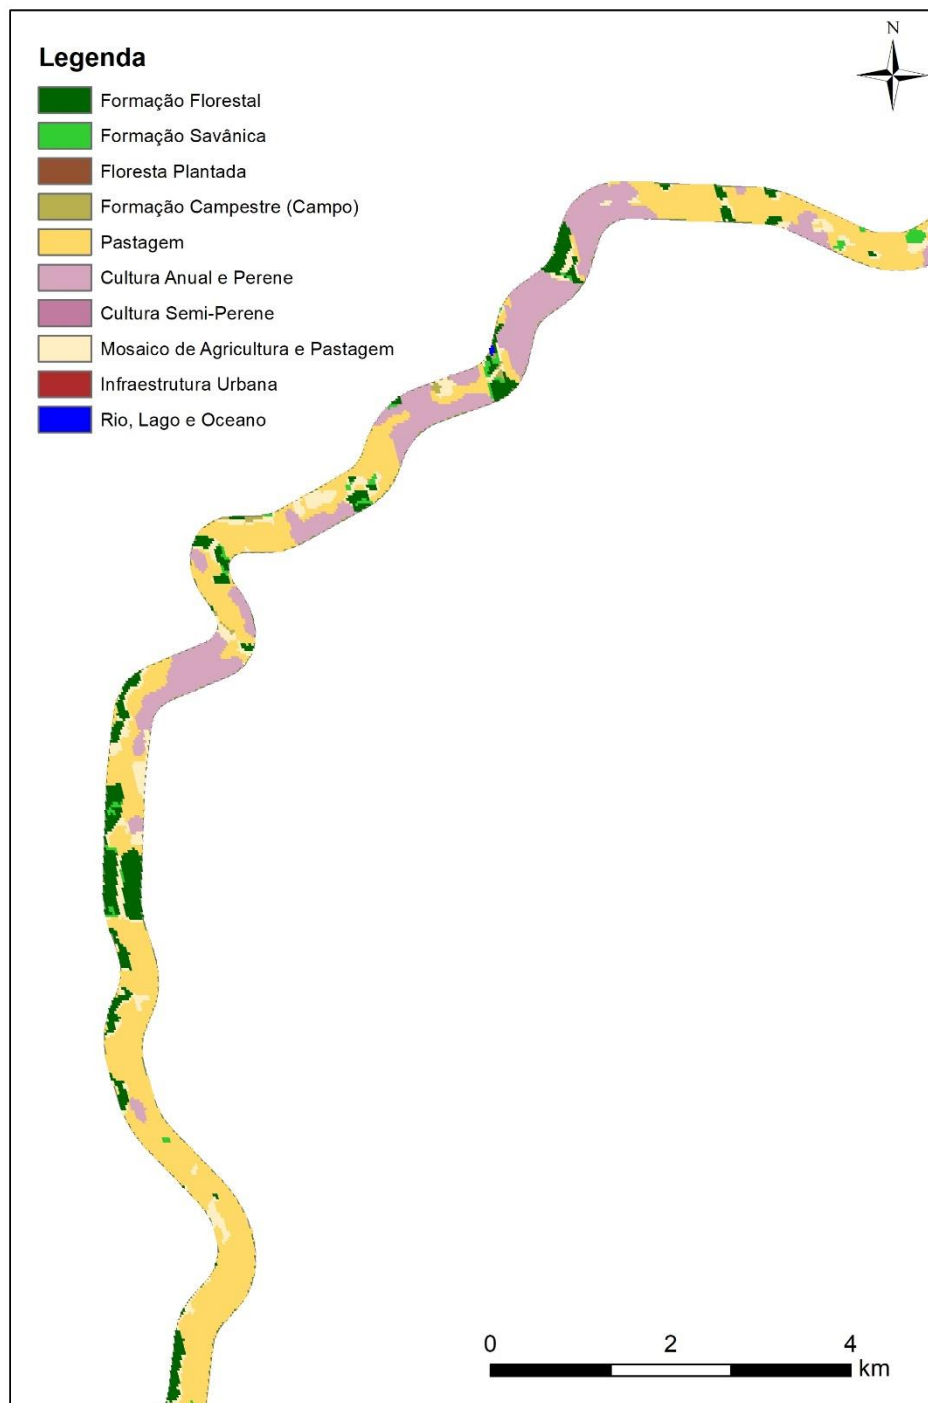 N
Legenda
Formação Florestal
Formação Savânica
Floresta Plantada
Formação Campestre (Campo)
Pastagem
Cultura Anual e Perene
Cultura Semi-Perene
Mosaico de Agricultura e Pastagem
Infraestrutura Urbana
Rio, Lago e Oceano
0 2 4
km